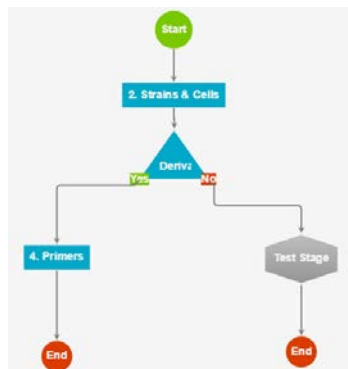 Start
2. Strains & Cells
Deriva
Yes
No
4. Primers
Test Stage
End
End